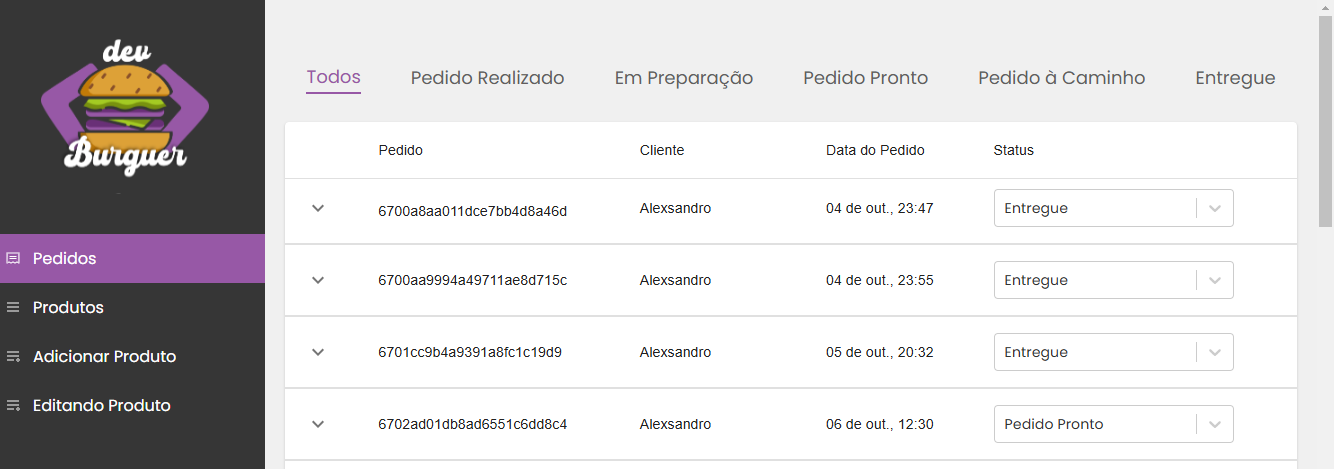 dev
Burguer
Pedidos
Produtos
Adicionar Produto
Editando Produto
Todos Pedido Realizado Em Preparação Pedido Pronto Pedido à Caminho Entregue
Pedido Cliente Data do Pedido Status
6700a8aa011dce7bb4d8a46d Alexsandro 04 de out., 23:47 Entregue
6700aa9994a49711ae8d715c Alexsandro 04 de out., 23:55 Entregue
6701cc9b4a9391a8fc1c19d9 Alexsandro 05 de out., 20:32 Entregue
6702ad01db8ad6551c6dd8c4 Alexsandro 06 de out., 12:30 Pedido Pronto